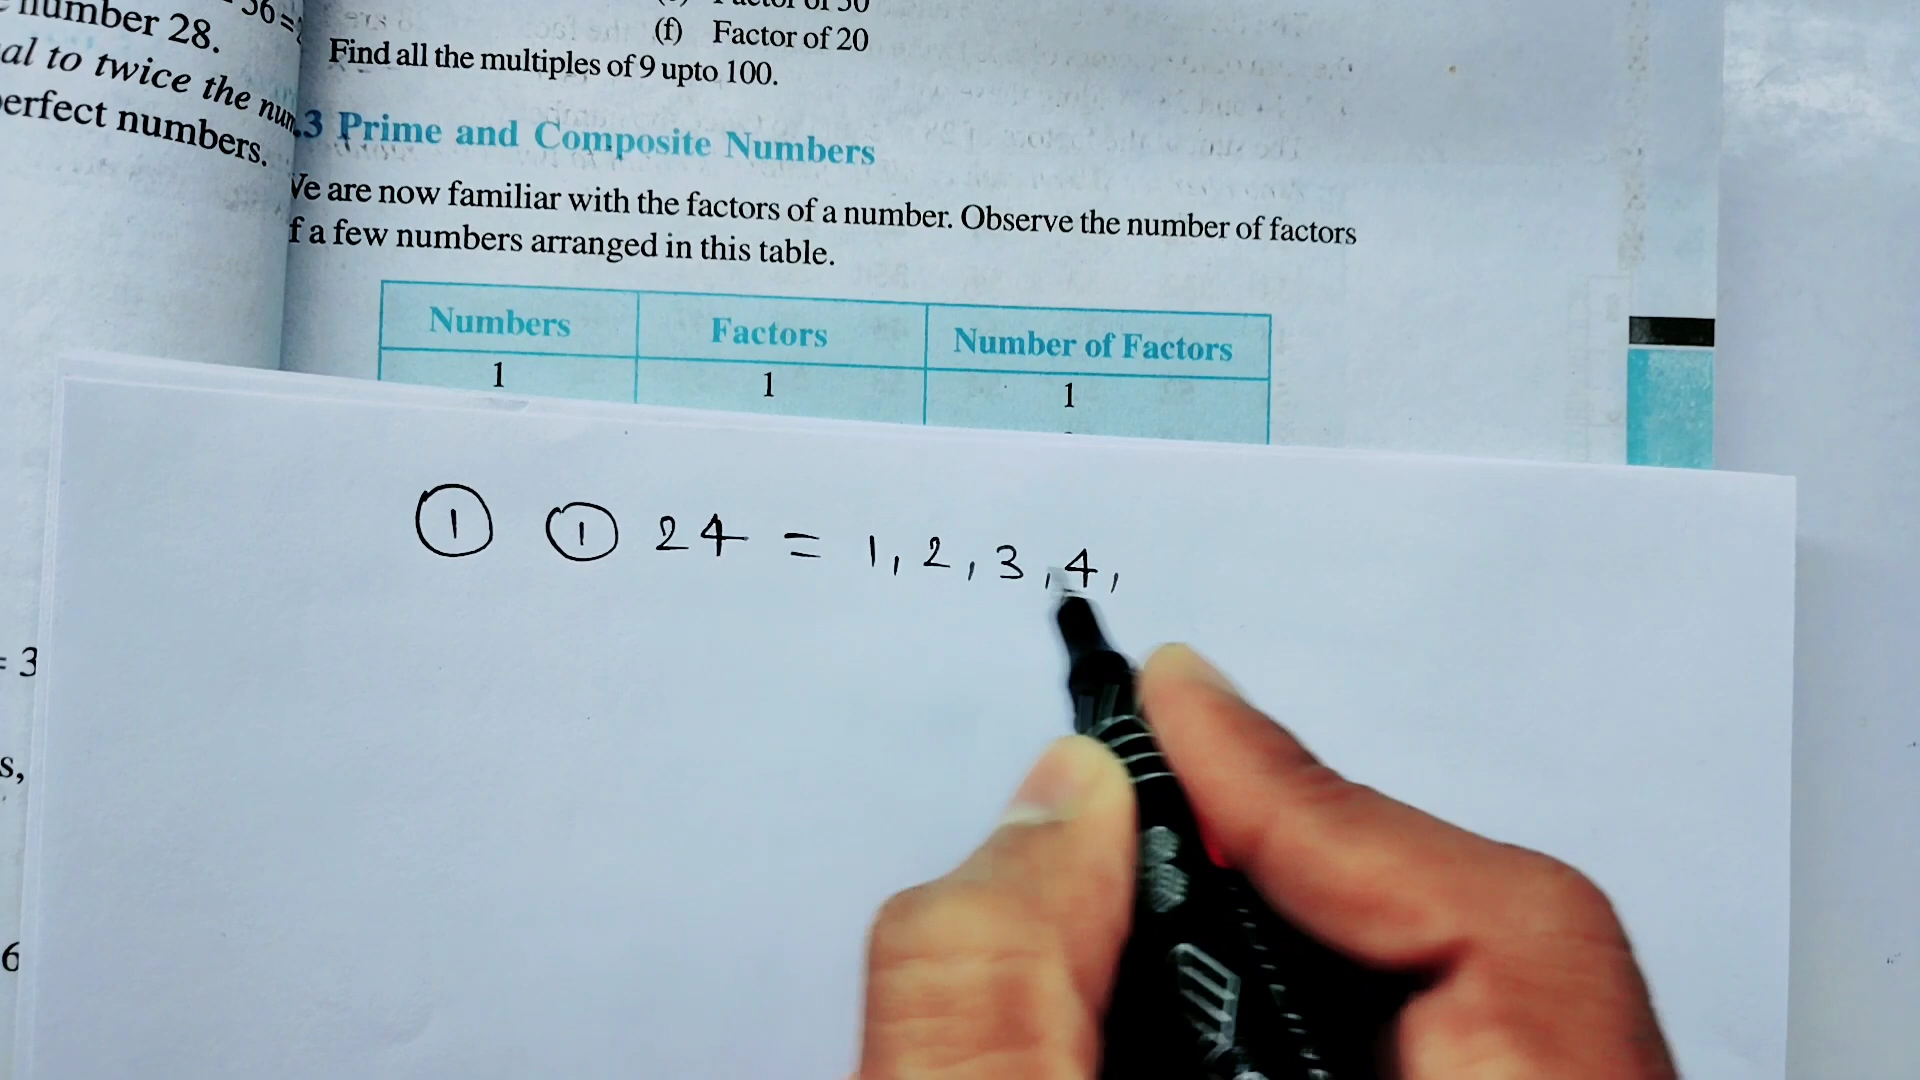 number 28.
al to twice the num
erfect numbers.
= 3
s,
6
36 =
(f) Factor of 20
Find all the multiples of 9 upto 100.
.3 Prime and Composite Numbers
We are now familiar with the factors of a number. Observe the number of factors
f a few numbers arranged in this table.
Numbers Factors Number of Factors
1 1 1
1 1 24 = 1, 2, 3, 4,